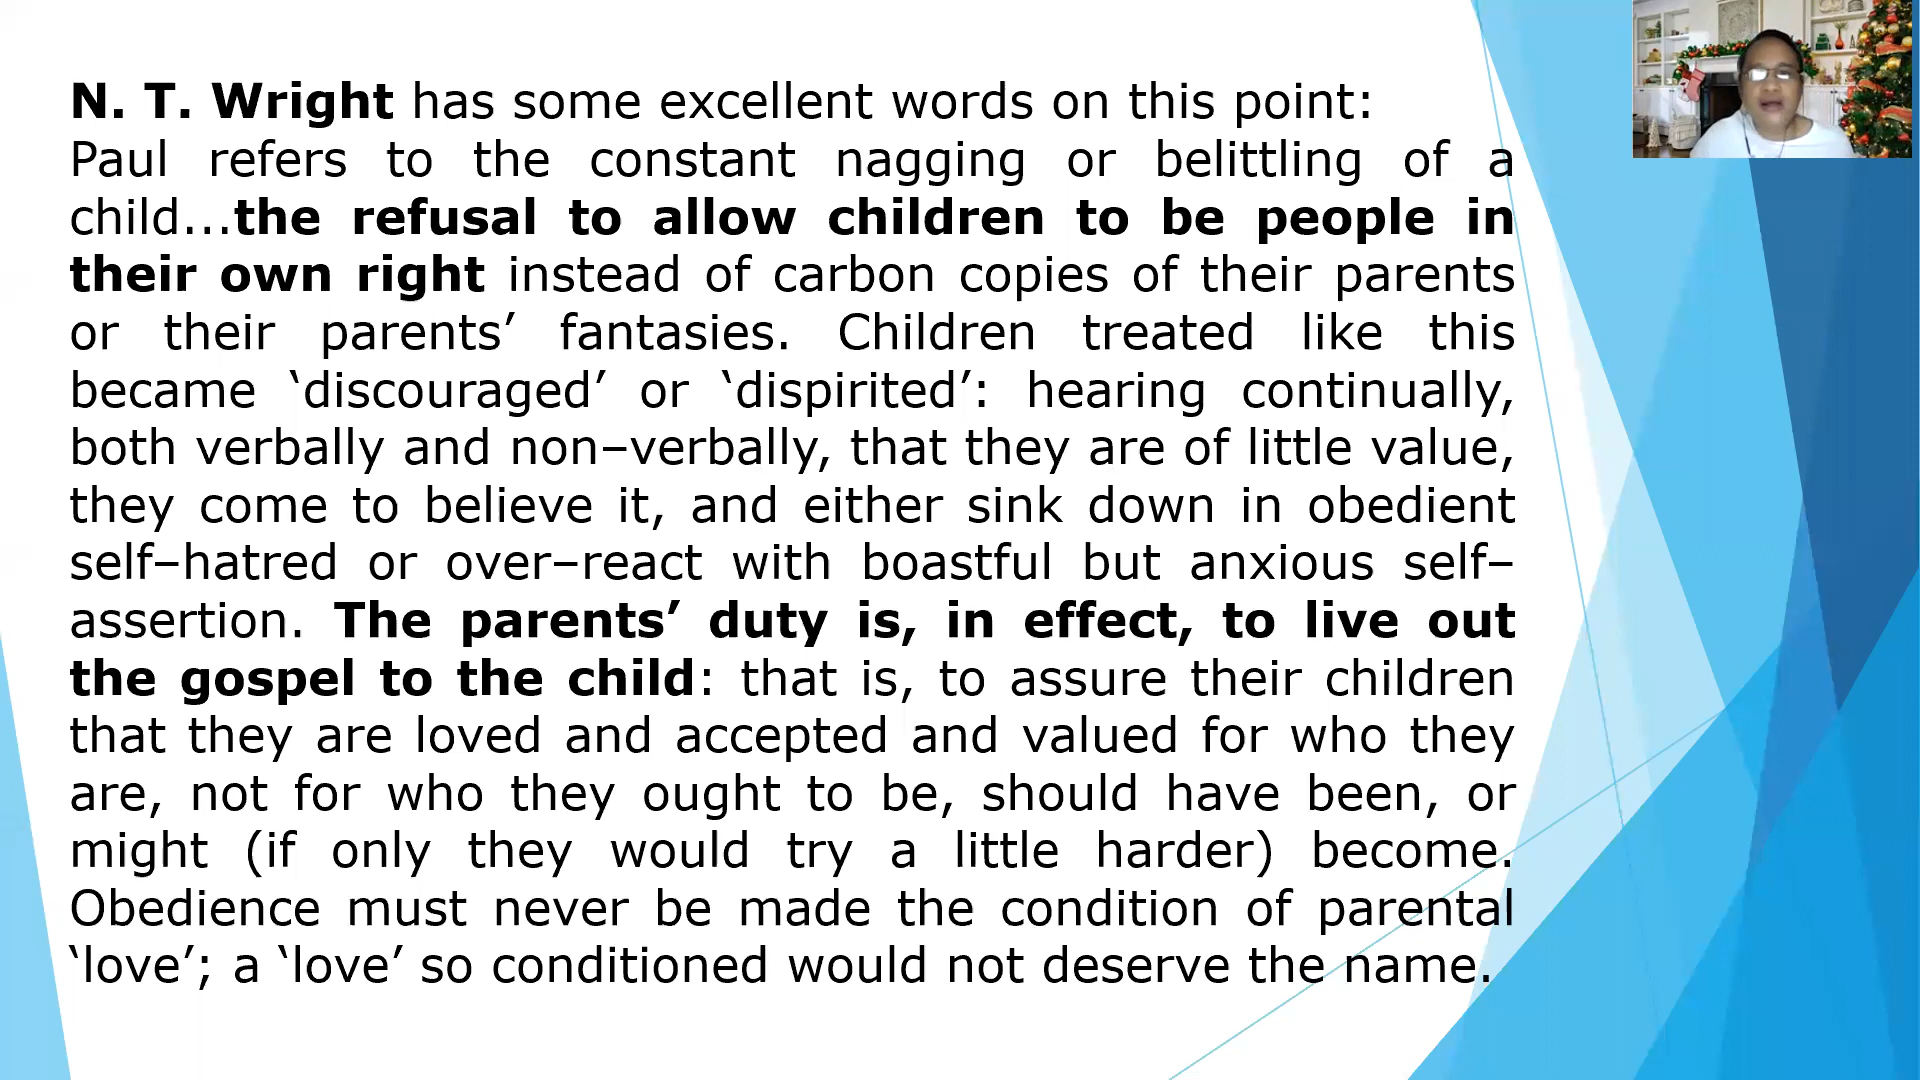 N. T. Wright has some excellent words on this point:
Paul refers to the constant nagging or belittling of a
child…the refusal to allow children to be people in
their own right instead of carbon copies of their parents
or their parents’ fantasies. Children treated like this
became ‘discouraged’ or ‘dispirited’: hearing continually,
both verbally and non–verbally, that they are of little value,
they come to believe it, and either sink down in obedient
self–hatred or over–react with boastful but anxious self–
assertion. The parents’ duty is, in effect, to live out
the gospel to the child: that is, to assure their children
that they are loved and accepted and valued for who they
are, not for who they ought to be, should have been, or
might (if only they would try a little harder) become.
Obedience must never be made the condition of parental
‘love’; a ‘love’ so conditioned would not deserve the name.